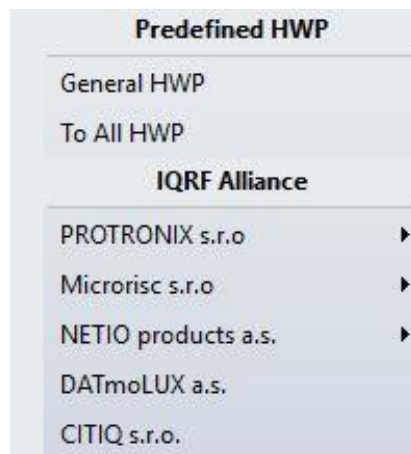 Predefined HWP
General HWP
To All HWP
IQRF Alliance
PROTRONIX s.r.o
Microrisc s.r.o
NETIO products a.s.
DATmoLUX a.s.
CITIQ s.r.o.